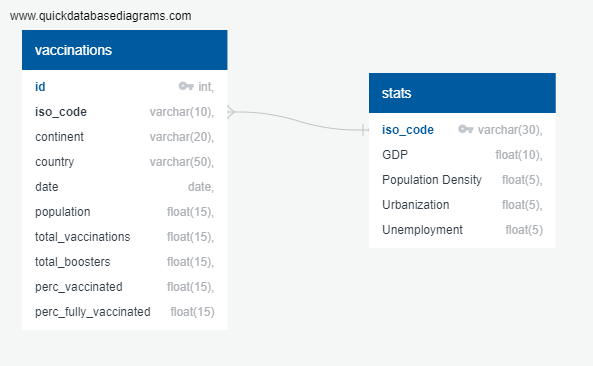 www.quickdatabasediagrams.com
vaccinations
id int,
iso_code varchar(10),
continent varchar(20),
country varchar(50),
date date,
population float(15),
total_vaccinations float(15),
total_boosters float(15),
perc_vaccinated float(15),
perc_fully_vaccinated float(15)
stats
iso_code varchar(30),
GDP float(10),
Population Density float(5),
Urbanization float(5),
Unemployment float(5)